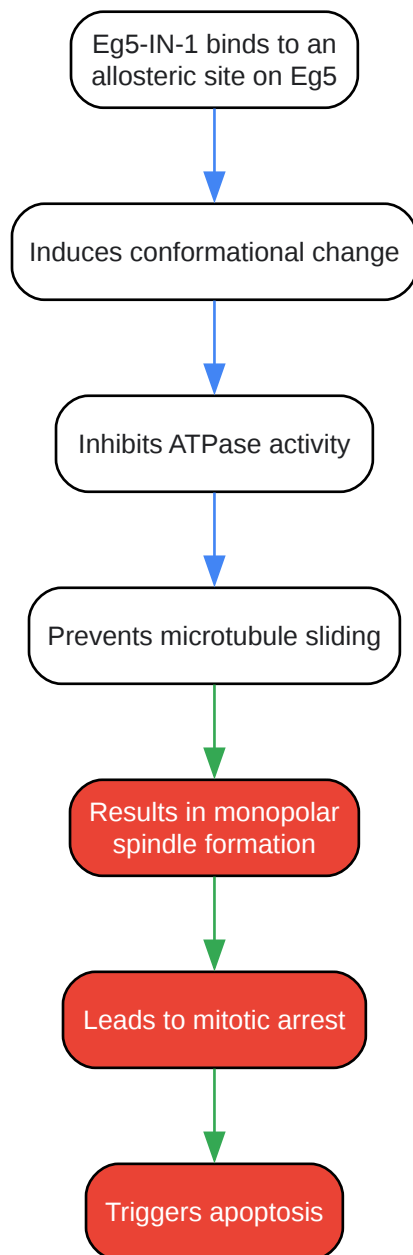 Eg5-IN-1 binds to an
allosteric site on Eg5
Induces conformational change
Inhibits ATPase activity
Prevents microtubule sliding
Results in monopolar
spindle formation
Leads to mitotic arrest
Triggers apoptosis